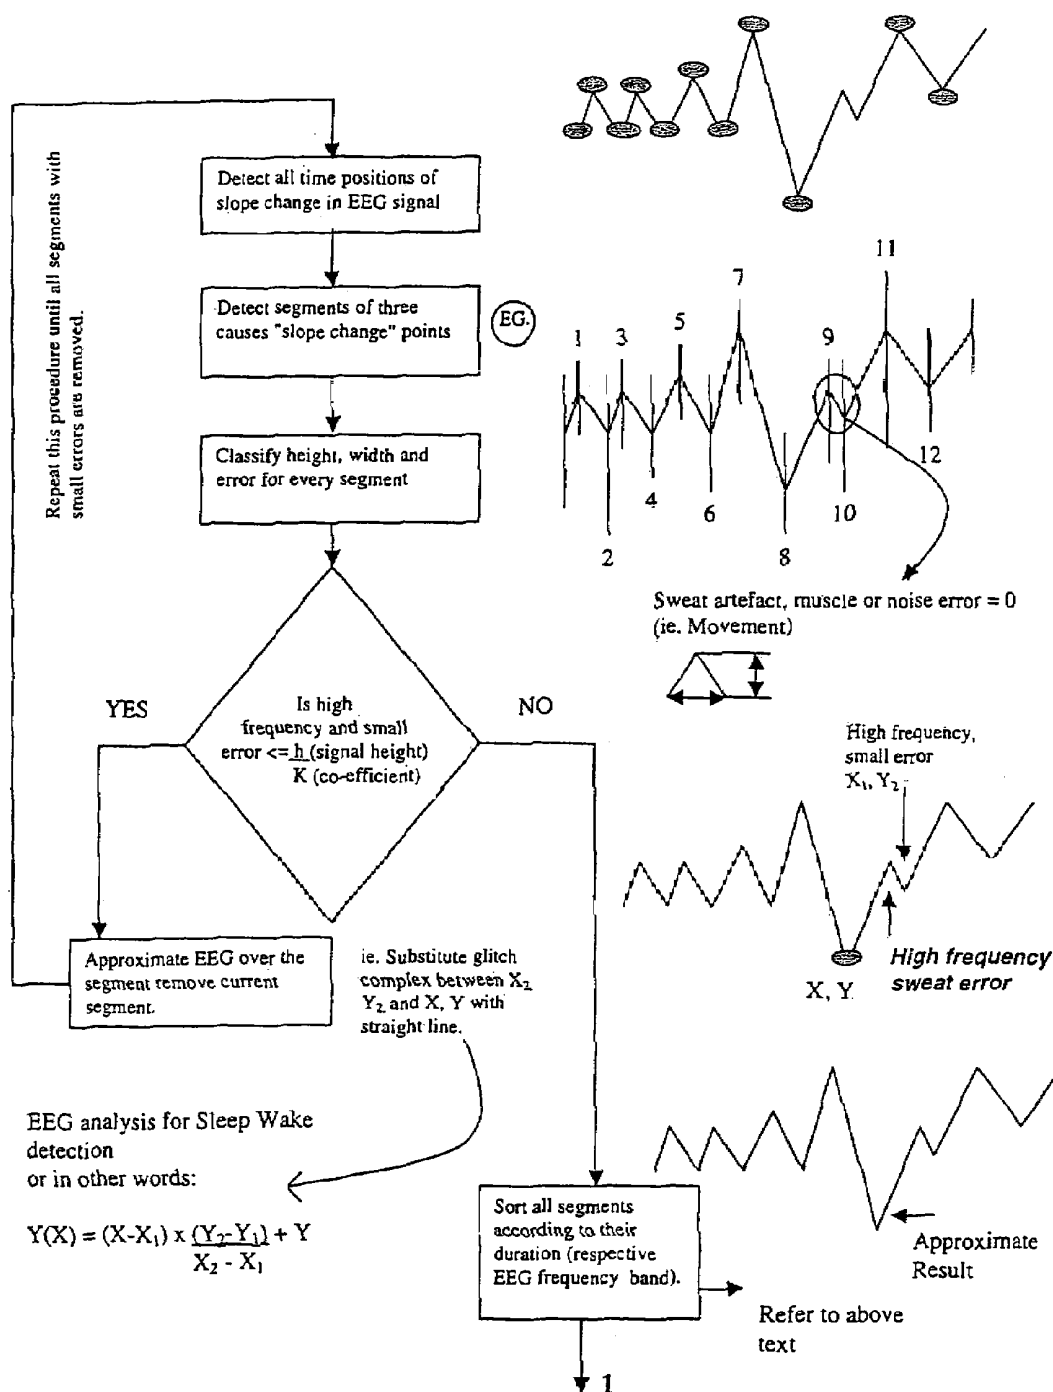 Detect all time positions of
slope change in EEG signal
Repeat this procedure until all segments with
small errors are removed.
Detect segments of three
causes "slope change" points
EG.
Classify height, width and
error for every segment
1
2
3
4
5
6
7
8
9
10
11
12
Sweat artefact, muscle or noise error = 0
(ie. Movement)
YES
Is high
frequency and small
error <= h (signal height)
K (co-efficient)
NO
High frequency,
small error
X₁, Y₂
High frequency
sweat error
X, Y
Approximate EEG over the
segment remove current
segment.
ie. Substitute glitch
complex between X₂
Y₂ and X, Y with
straight line.
EEG analysis for Sleep Wake
detection
or in other words:
Y(X) = (X-X₁) x (Y₂-Y₁) + Y
X₂ - X₁
Sort all segments
according to their
duration (respective
EEG frequency band).
Approximate
Result
Refer to above
text
1